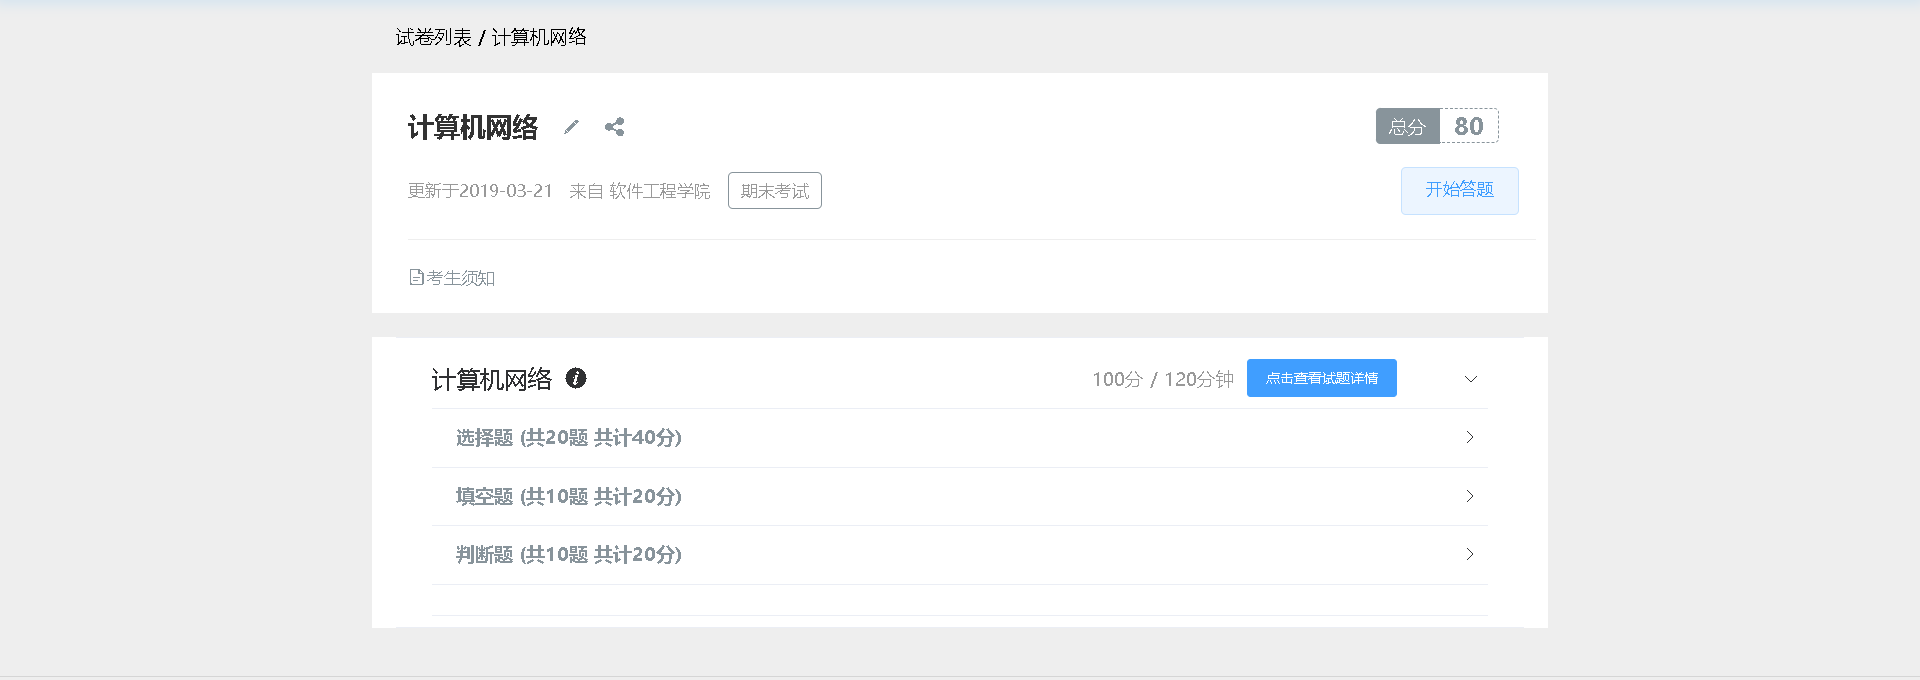 试卷列表 / 计算机网络
计算机网络
总分 80
更新于2019-03-21 来自 软件工程学院 期末考试
开始答题
考生须知
计算机网络
100分 / 120分钟
点击查看试题详情
选择题 (共20题 共计40分)
填空题 (共10题 共计20分)
判断题 (共10题 共计20分)